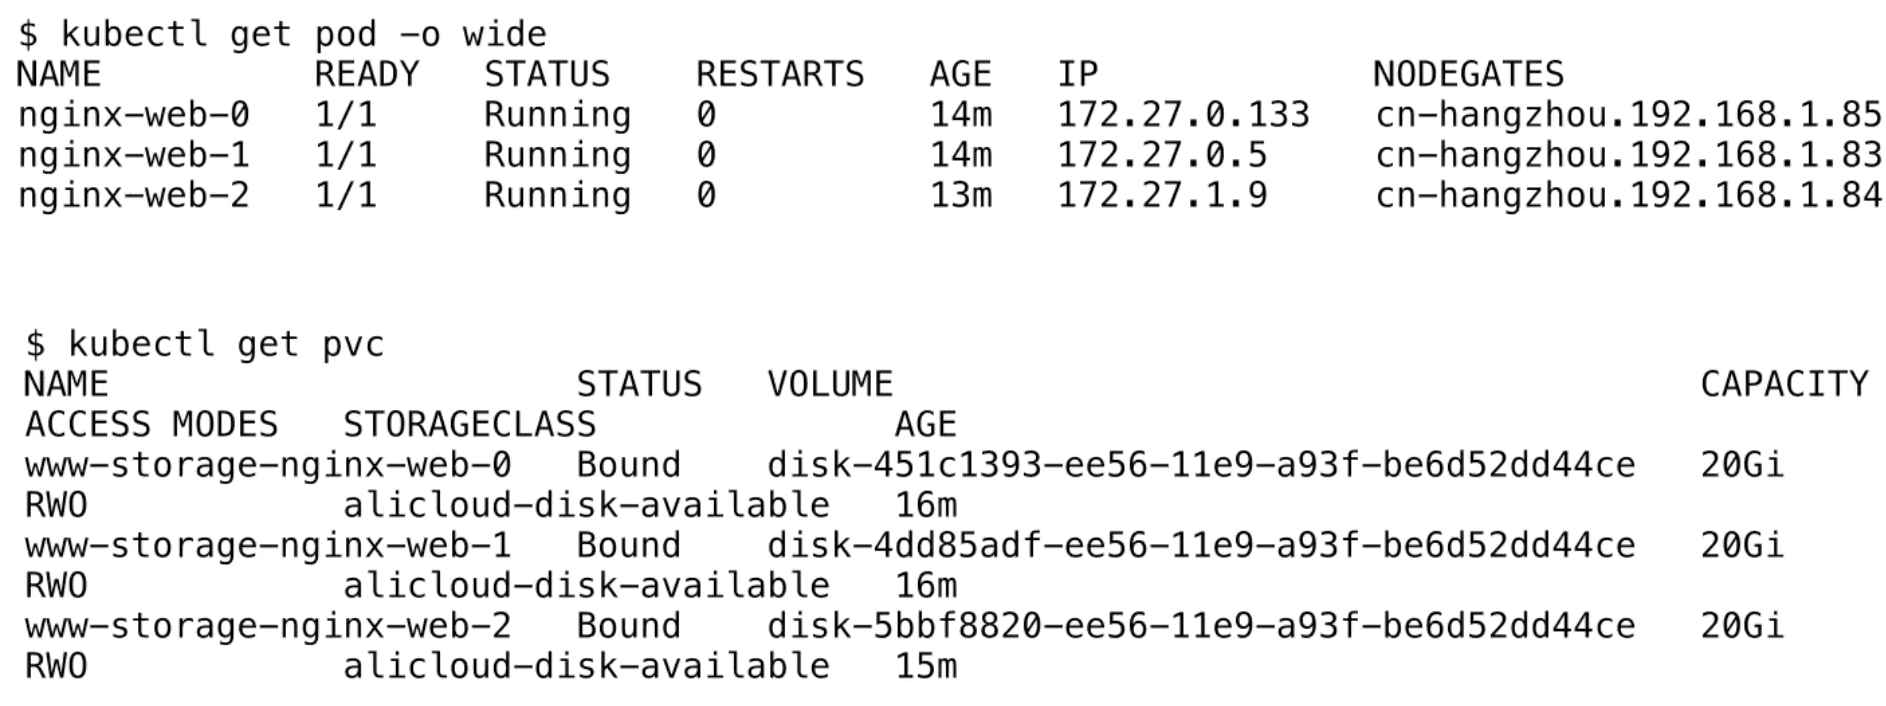 $ kubectl get pod -o wide
NAME          READY   STATUS    RESTARTS   AGE   IP             NODEGATES
nginx-web-0   1/1     Running   0          14m   172.27.0.133   cn-hangzhou.192.168.1.85
nginx-web-1   1/1     Running   0          14m   172.27.0.5     cn-hangzhou.192.168.1.83
nginx-web-2   1/1     Running   0          13m   172.27.1.9     cn-hangzhou.192.168.1.84
$ kubectl get pvc
NAME                      STATUS   VOLUME                                      CAPACITY
ACCESS MODES   STORAGECLASS              AGE
www-storage-nginx-web-0   Bound    disk-451c1393-ee56-11e9-a93f-be6d52dd44ce   20Gi
RWO            alicloud-disk-available   16m
www-storage-nginx-web-1   Bound    disk-4dd85adf-ee56-11e9-a93f-be6d52dd44ce   20Gi
RWO            alicloud-disk-available   16m
www-storage-nginx-web-2   Bound    disk-5bbf8820-ee56-11e9-a93f-be6d52dd44ce   20Gi
RWO            alicloud-disk-available   15m